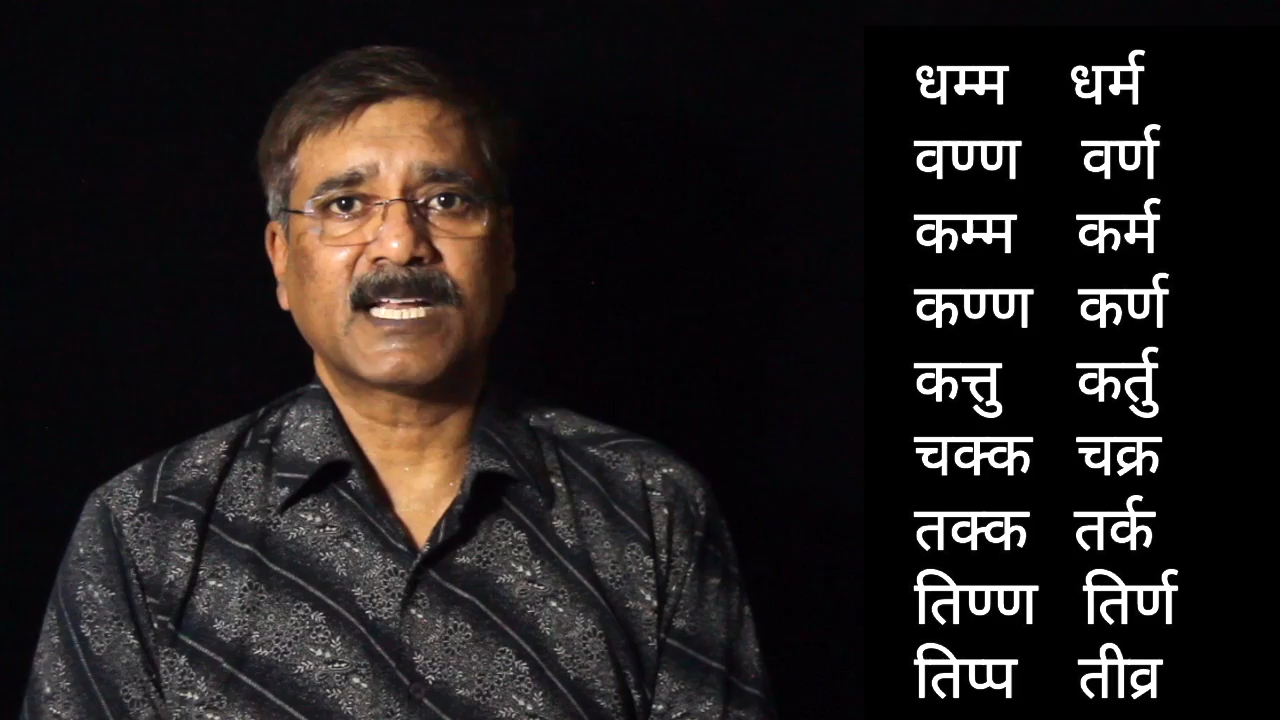 धम्म धर्म
वण्ण वर्ण
कम्म कर्म
कण्ण कर्ण
कत्तु कर्तु
चक्क चक्र
तक्क तर्क
तिण्ण तिर्ण
तिप्प तीव्र